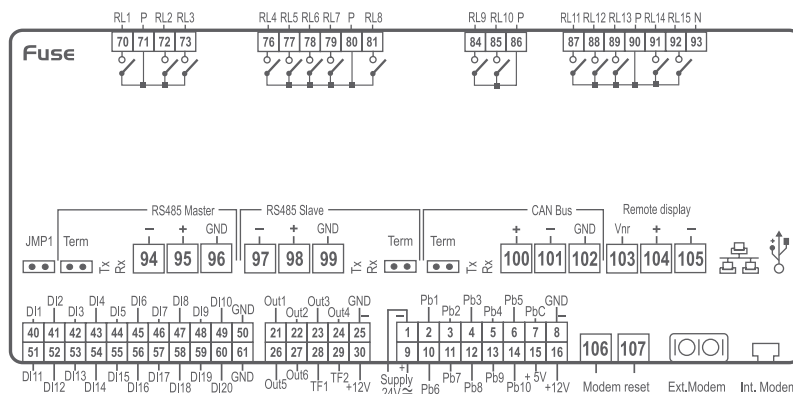 RL1 P RL2 RL3 RL4 RL5 RL6 RL7 P RL8 RL9 RL10 P RL11 RL12 RL13 P RL14 RL15 N
70 71 72 73 76 77 78 79 80 81 84 85 86 87 88 89 90 91 92 93
Fuse
RS485 Master RS485 Slave CAN Bus Remote display
JMP1 Term − + GND − + GND Term Term + − GND Vnr + −
Tx Rx 94 95 96 97 98 99 Tx Rx Tx Rx 100 101 102 103 104 105
DI1 DI2 DI3 DI4 DI5 DI6 DI7 DI8 DI9 DI10 GND Out1 Out2 Out3 Out4 GND − Pb1 Pb2 Pb3 Pb4 Pb5 PbC GND −
40 41 42 43 44 45 46 47 48 49 50 21 22 23 24 25 1 2 3 4 5 6 7 8
51 52 53 54 55 56 57 58 59 60 61 26 27 28 29 30 9 10 11 12 13 14 15 16 106 107
DI11 DI12 DI13 DI14 DI15 DI16 DI17 DI18 DI19 DI20 GND Out5 Out6 TF1 TF2 +12V + Supply Pb6 Pb7 Pb8 Pb9 Pb10 + 5V +12V Modem reset Ext.Modem Int. Modem
24V ≃